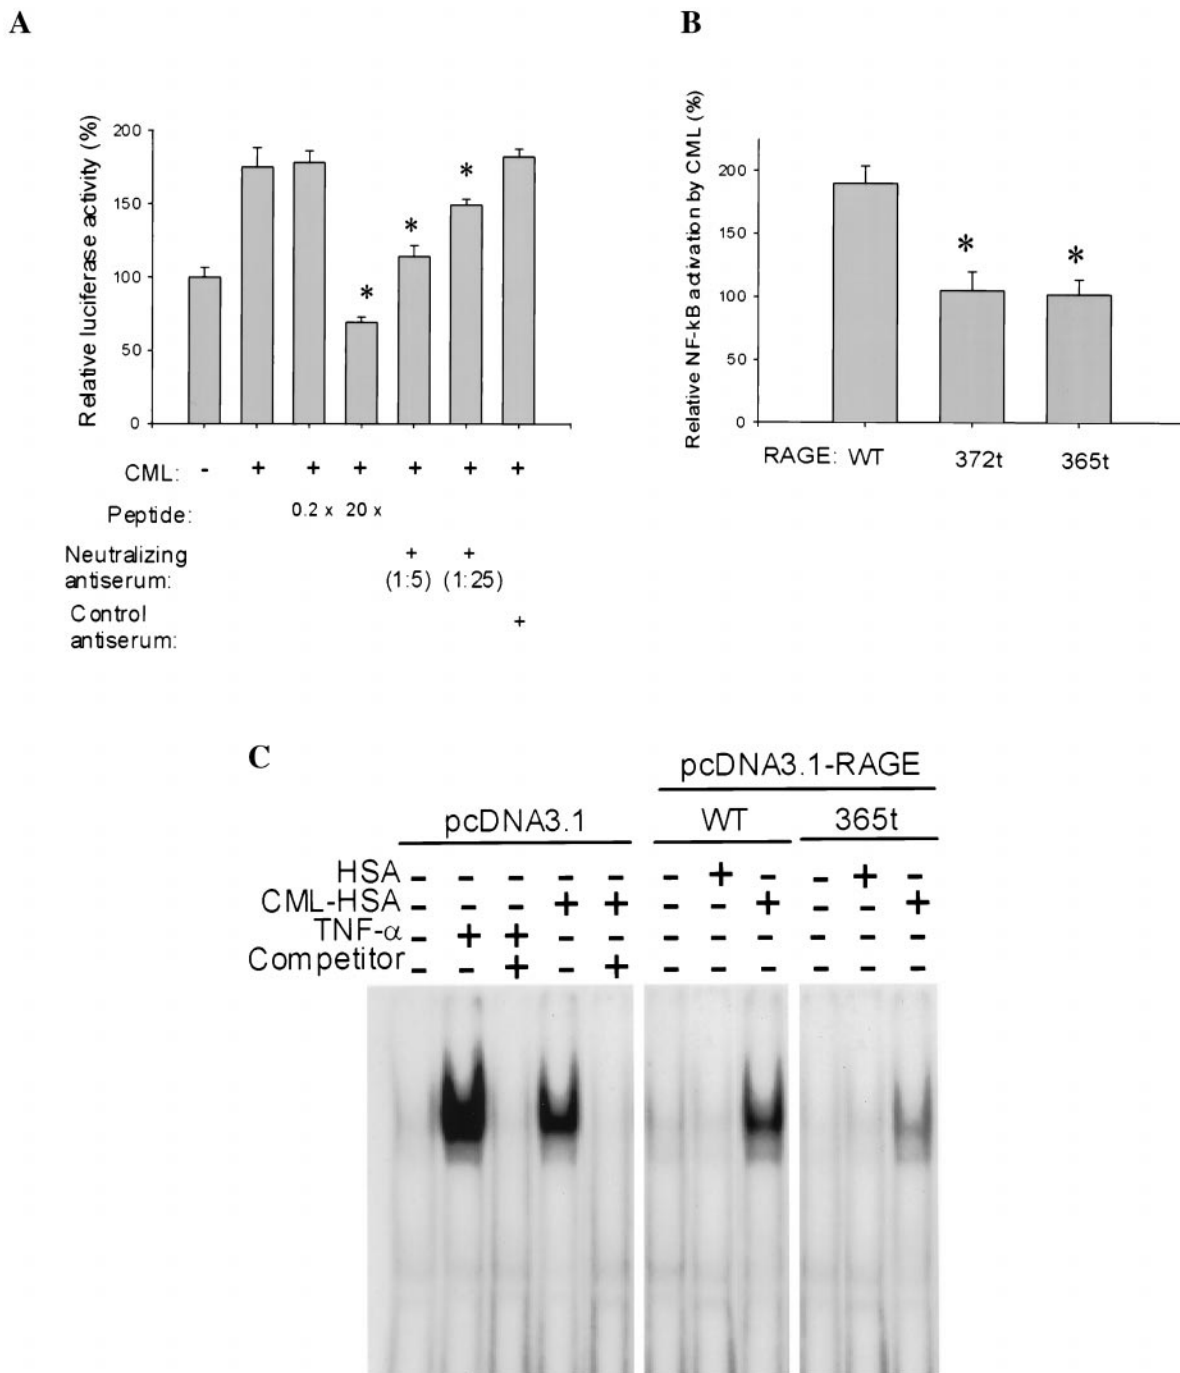 A
Relative luciferase activity (%)
200
150
100
50
0
*
*
*
CML: - + + + + + +
Peptide: 0.2 x 20 x
Neutralizing + +
antiserum: (1:5) (1:25)
Control +
antiserum:
B
Relative NF-kB activation by CML (%)
200
150
100
50
0
*
*
RAGE: WT 372t 365t
C
pcDNA3.1-RAGE
pcDNA3.1 WT 365t
HSA - - - - - - + - - + -
CML-HSA - - - + + - - + - - +
TNF-α - + + - - - - - - - -
Competitor - - + - + - - - - - -